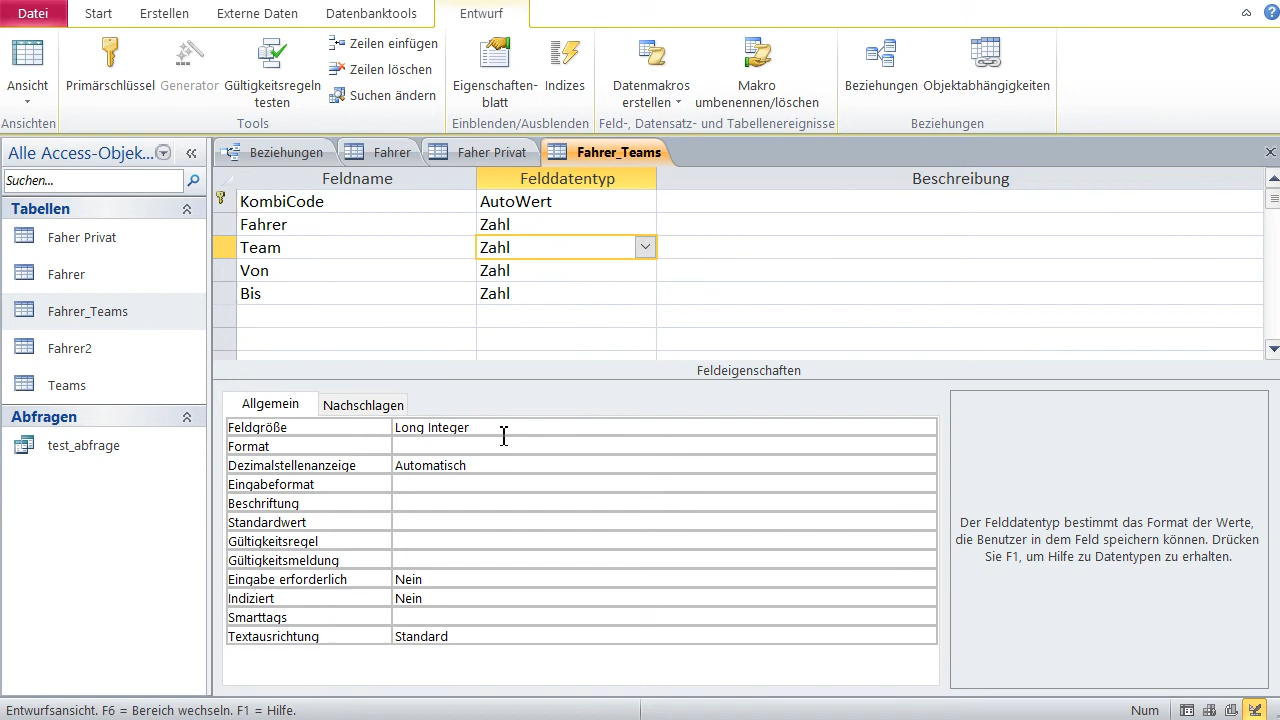 Datei Start Erstellen Externe Daten Datenbanktools Entwurf
Ansicht
Primärschlüssel
Generator
Gültigkeitsregeln
testen
Zeilen einfügen
Zeilen löschen
Suchen ändern
Eigenschaften-
blatt
Indizes
Datenmakros
erstellen
Makro
umbenennen/löschen
Beziehungen
Objektabhängigkeiten
Ansichten Tools Einblenden/Ausblenden Feld-, Datensatz- und Tabellenereignisse Beziehungen
Alle Access-Objek...
Suchen...
Tabellen
Faher Privat
Fahrer
Fahrer_Teams
Fahrer2
Teams
Abfragen
test_abfrage
Beziehungen Fahrer Faher Privat Fahrer_Teams
Feldname Felddatentyp Beschreibung
KombiCode AutoWert
Fahrer Zahl
Team Zahl
Von Zahl
Bis Zahl
Feldeigenschaften
Allgemein Nachschlagen
Feldgröße Long Integer
Format
Dezimalstellenanzeige Automatisch
Eingabeformat
Beschriftung
Standardwert
Gültigkeitsregel
Gültigkeitsmeldung
Eingabe erforderlich Nein
Indiziert Nein
Smarttags
Textausrichtung Standard
Der Felddatentyp bestimmt das Format der Werte,
die Benutzer in dem Feld speichern können. Drücken
Sie F1, um Hilfe zu Datentypen zu erhalten.
Entwurfsansicht. F6 = Bereich wechseln. F1 = Hilfe. Num